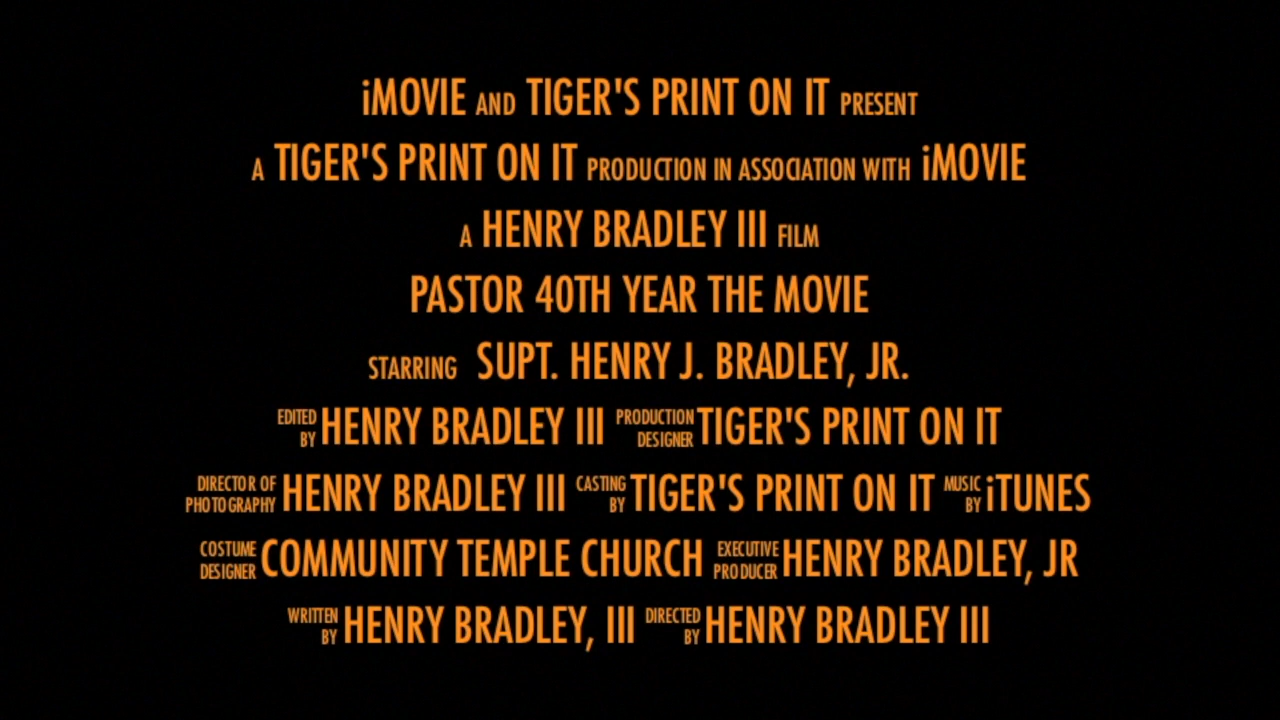 iMOVIE AND TIGER'S PRINT ON IT PRESENT
A TIGER'S PRINT ON IT PRODUCTION IN ASSOCIATION WITH iMOVIE
A HENRY BRADLEY III FILM
PASTOR 40TH YEAR THE MOVIE
STARRING SUPT. HENRY J. BRADLEY, JR.
EDITED BY HENRY BRADLEY III PRODUCTION DESIGNER TIGER'S PRINT ON IT
DIRECTOR OF PHOTOGRAPHY HENRY BRADLEY III CASTING BY TIGER'S PRINT ON IT MUSIC BY iTUNES
COSTUME DESIGNER COMMUNITY TEMPLE CHURCH EXECUTIVE PRODUCER HENRY BRADLEY, JR
WRITTEN BY HENRY BRADLEY, III DIRECTED BY HENRY BRADLEY III